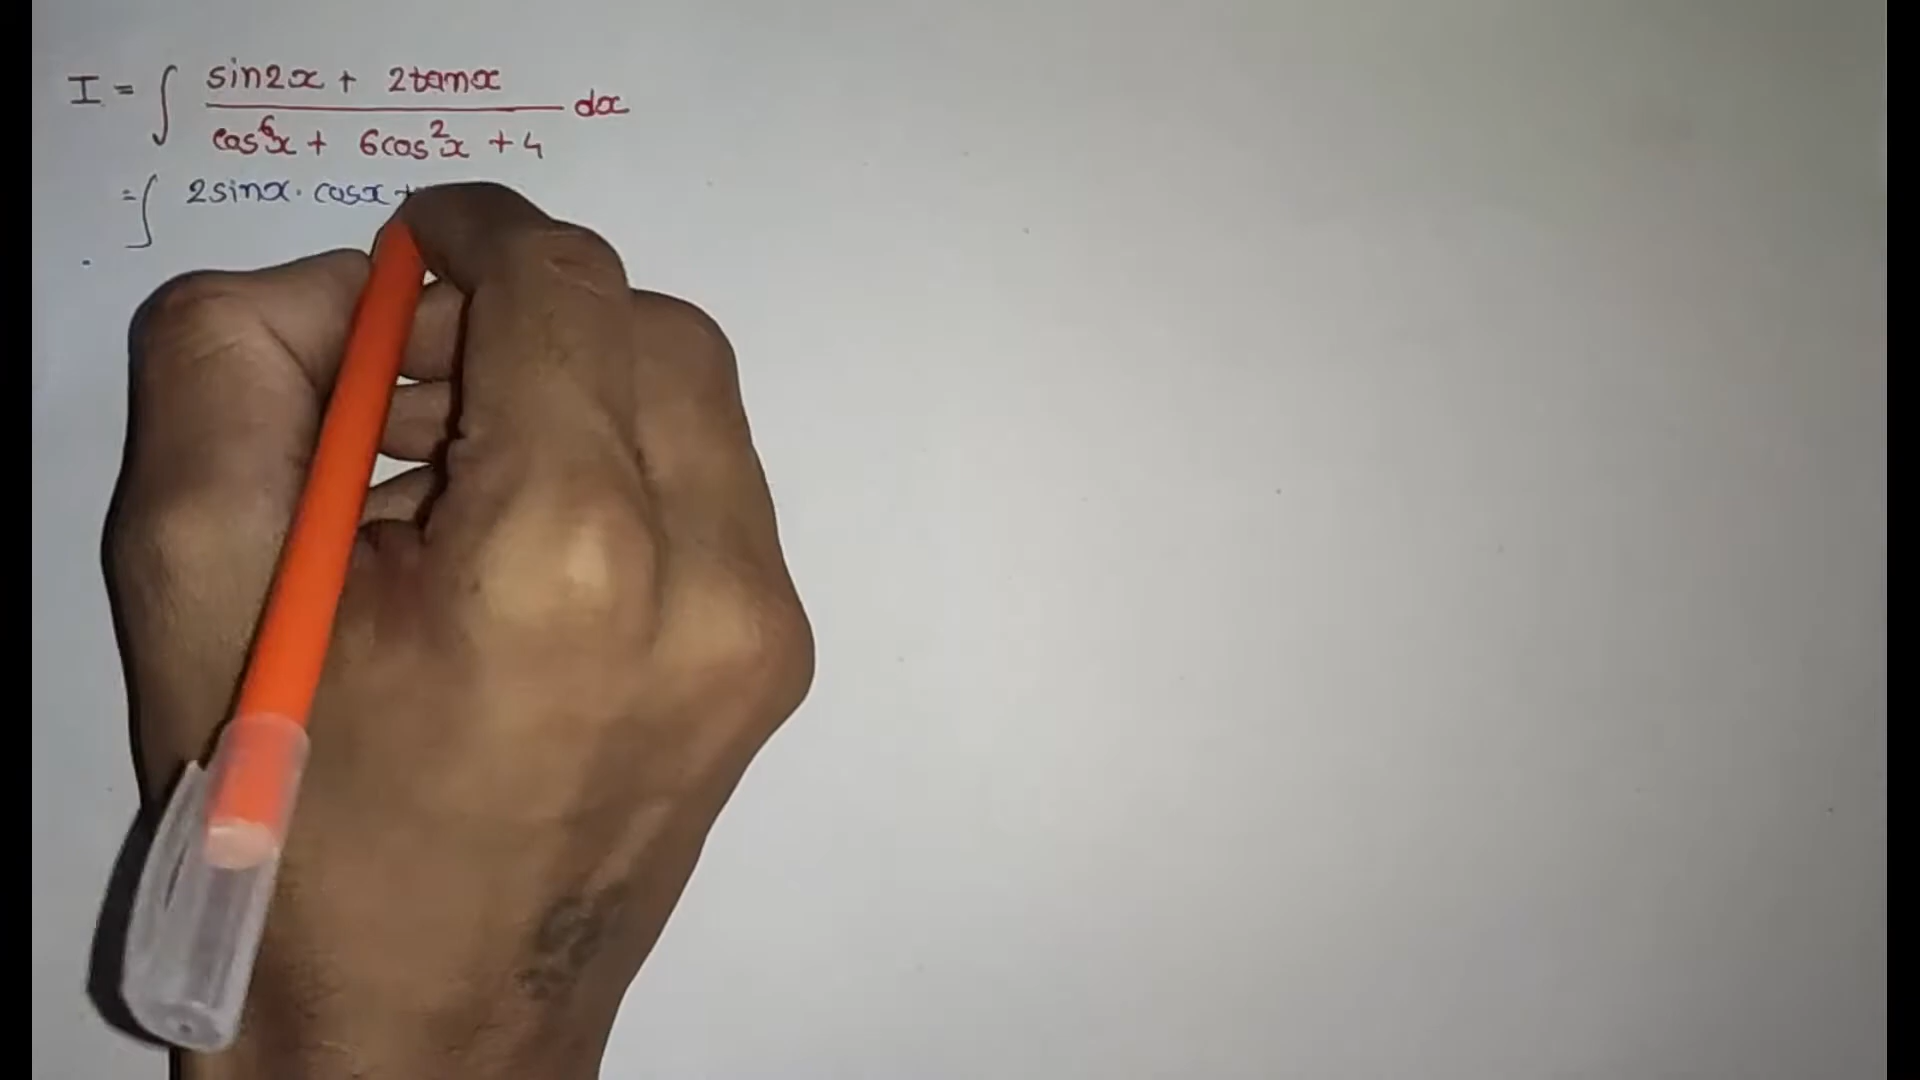 I = ∫ sin2x + 2tanx / cos⁶x + 6cos²x + 4 dx
= ∫ 2sinx · cosx +